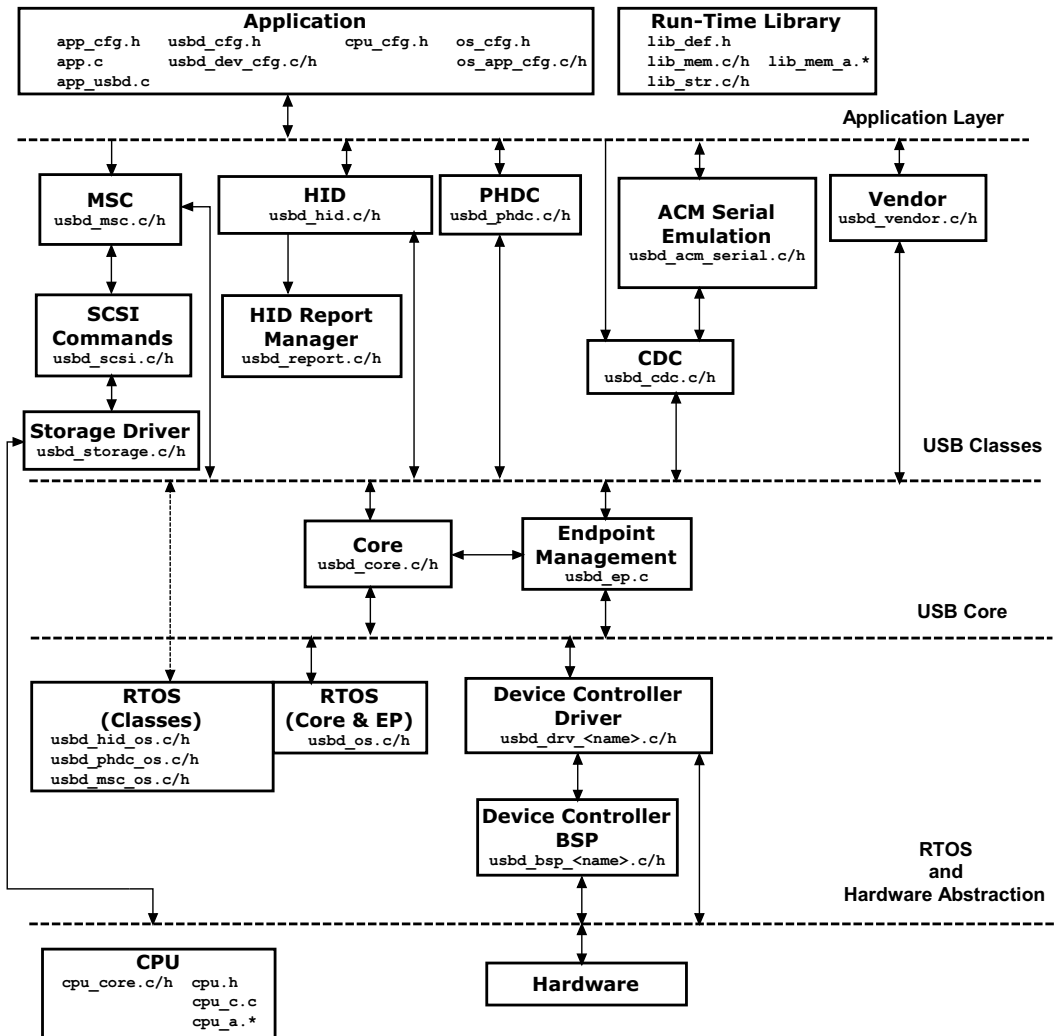 Application
app_cfg.h usbd_cfg.h cpu_cfg.h os_cfg.h
app.c usbd_dev_cfg.c/h os_app_cfg.c/h
app_usbd.c
Run-Time Library
lib_def.h
lib_mem.c/h lib_mem_a.*
lib_str.c/h
Application Layer
MSC
usbd_msc.c/h
HID
usbd_hid.c/h
PHDC
usbd_phdc.c/h
ACM Serial
Emulation
usbd_acm_serial.c/h
Vendor
usbd_vendor.c/h
SCSI
Commands
usbd_scsi.c/h
HID Report
Manager
usbd_report.c/h
CDC
usbd_cdc.c/h
Storage Driver
usbd_storage.c/h
USB Classes
Core
usbd_core.c/h
Endpoint
Management
usbd_ep.c
USB Core
RTOS
(Classes)
usbd_hid_os.c/h
usbd_phdc_os.c/h
usbd_msc_os.c/h
RTOS
(Core & EP)
usbd_os.c/h
Device Controller
Driver
usbd_drv_<name>.c/h
Device Controller
BSP
usbd_bsp_<name>.c/h
RTOS
and
Hardware Abstraction
CPU
cpu_core.c/h cpu.h
cpu_c.c
cpu_a.*
Hardware